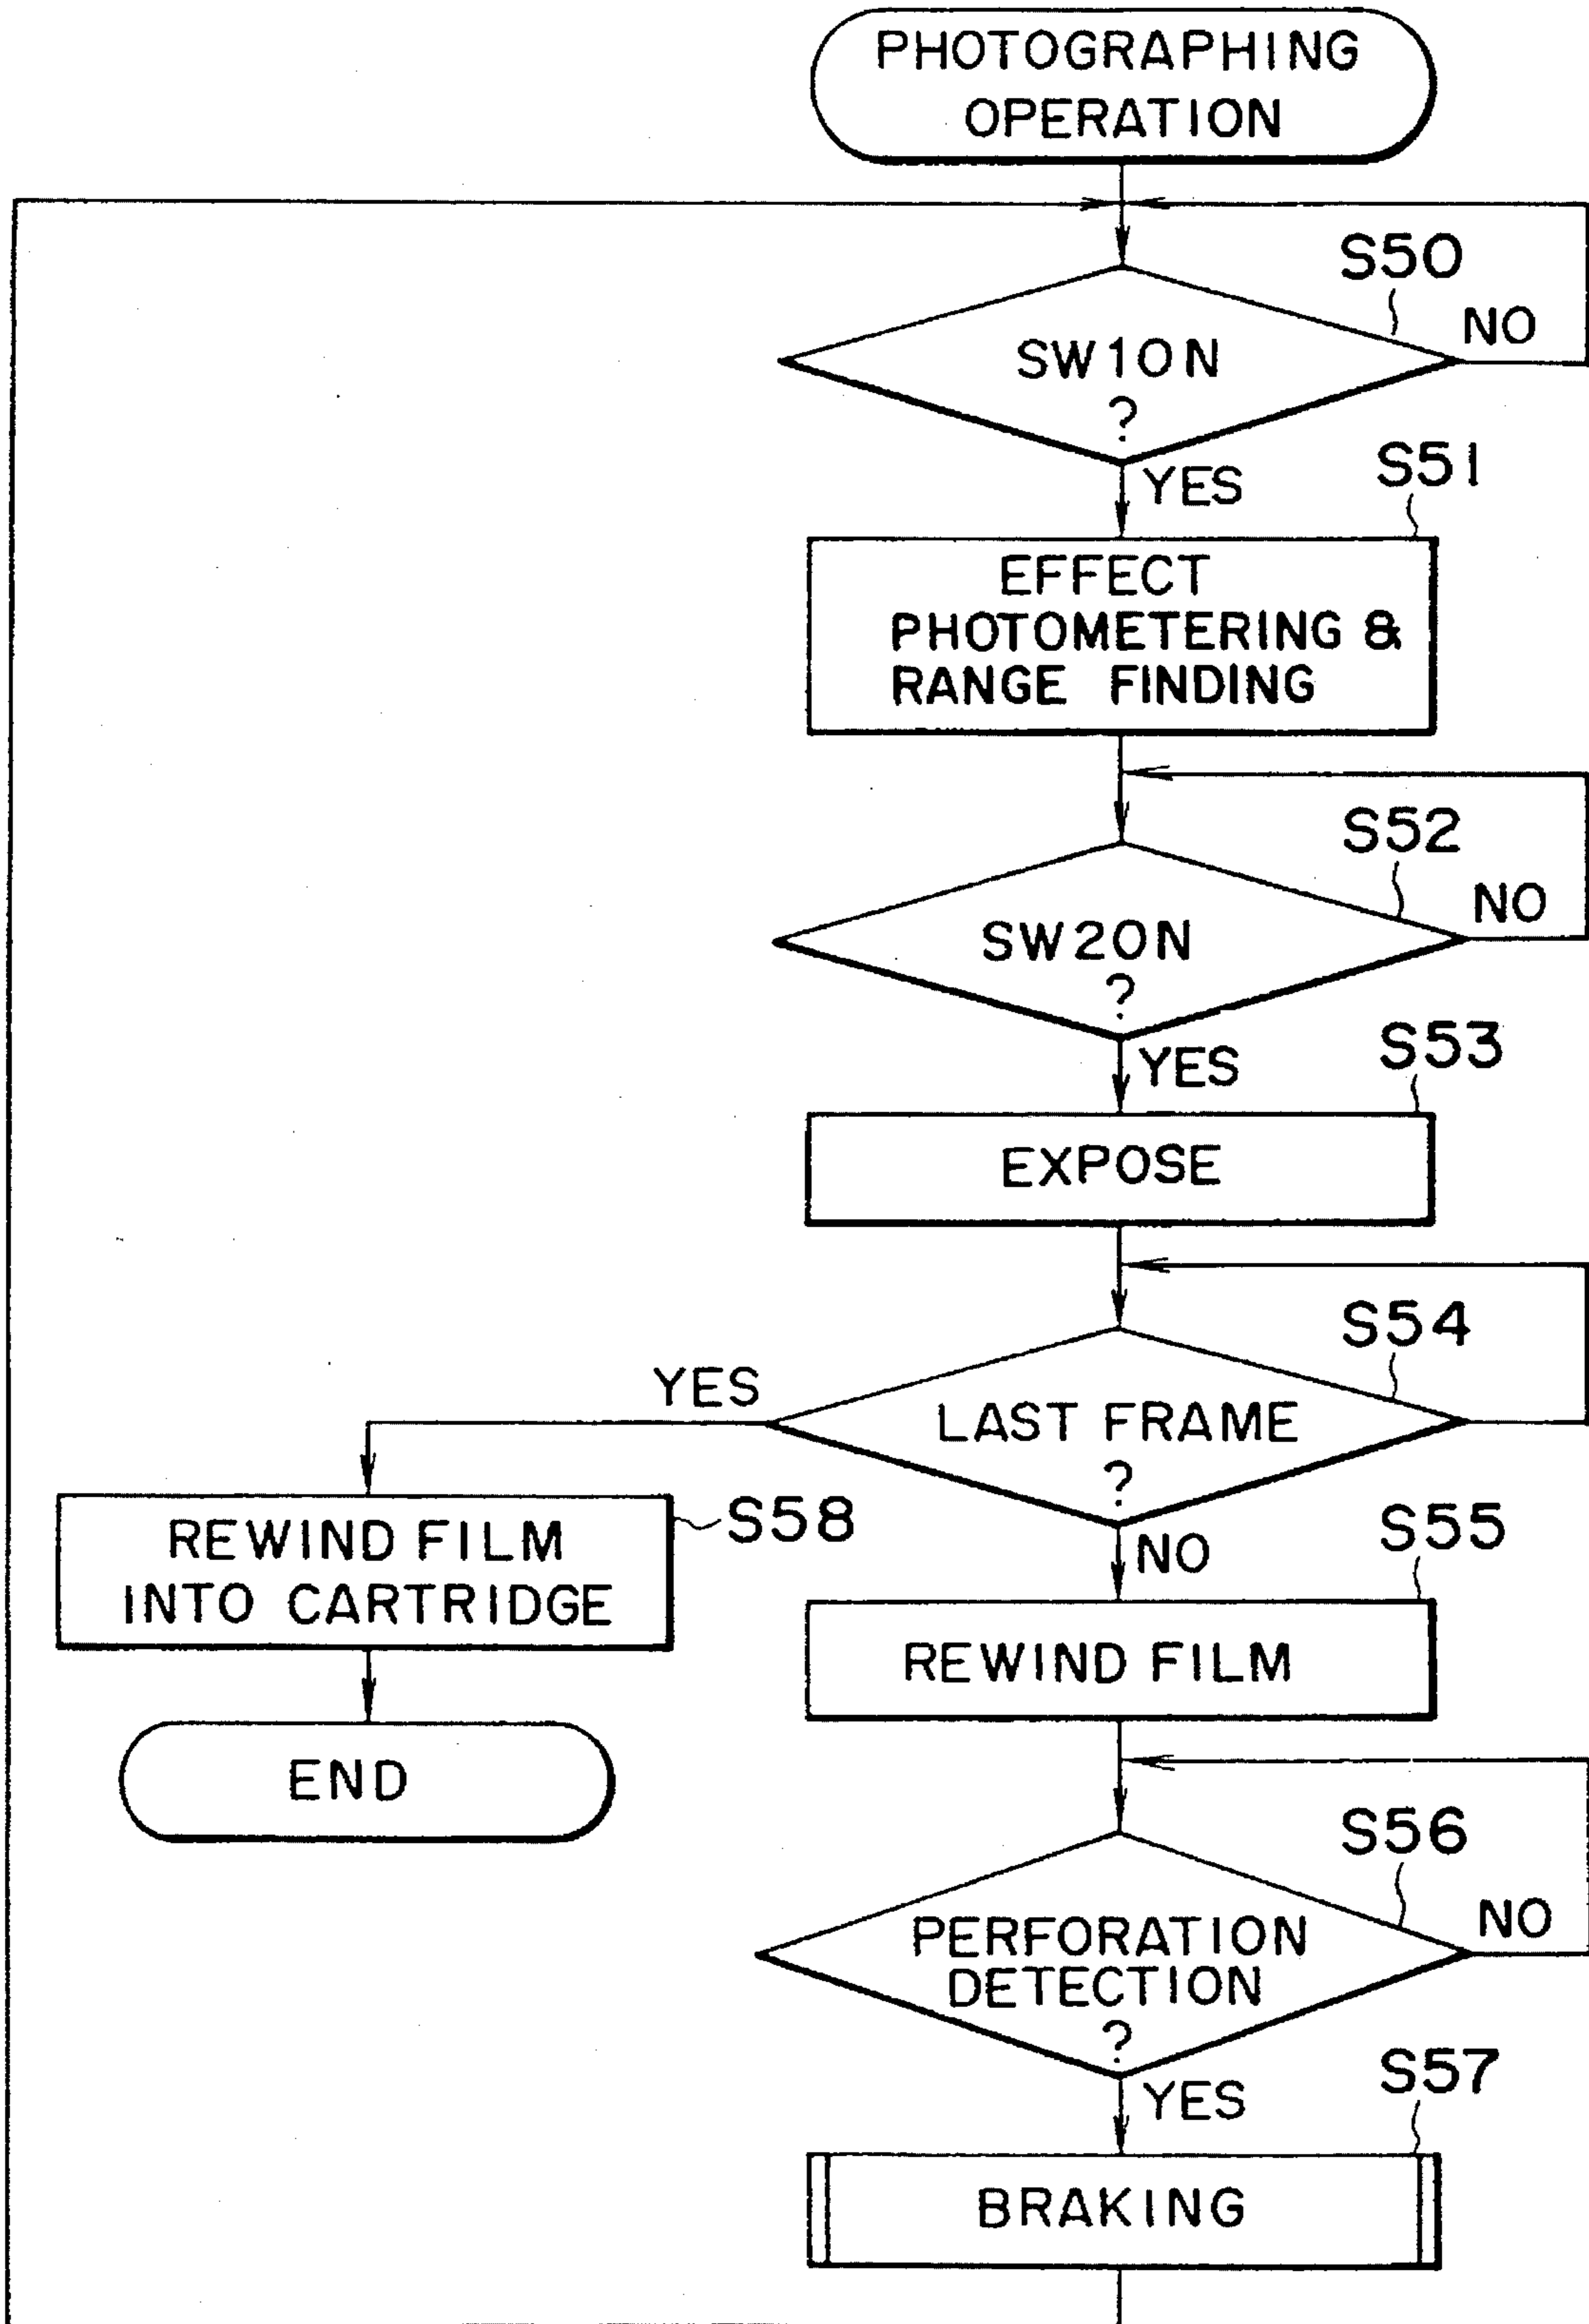 PHOTOGRAPHING
OPERATION
S50
SW1ON
?
NO
YES
S51
EFFECT
PHOTOMETERING &
RANGE FINDING
S52
SW2ON
?
NO
YES
S53
EXPOSE
S54
YES
LAST FRAME
?
NO
S58
REWIND FILM
INTO CARTRIDGE
S55
REWIND FILM
END
S56
PERFORATION
DETECTION
?
NO
YES
S57
BRAKING